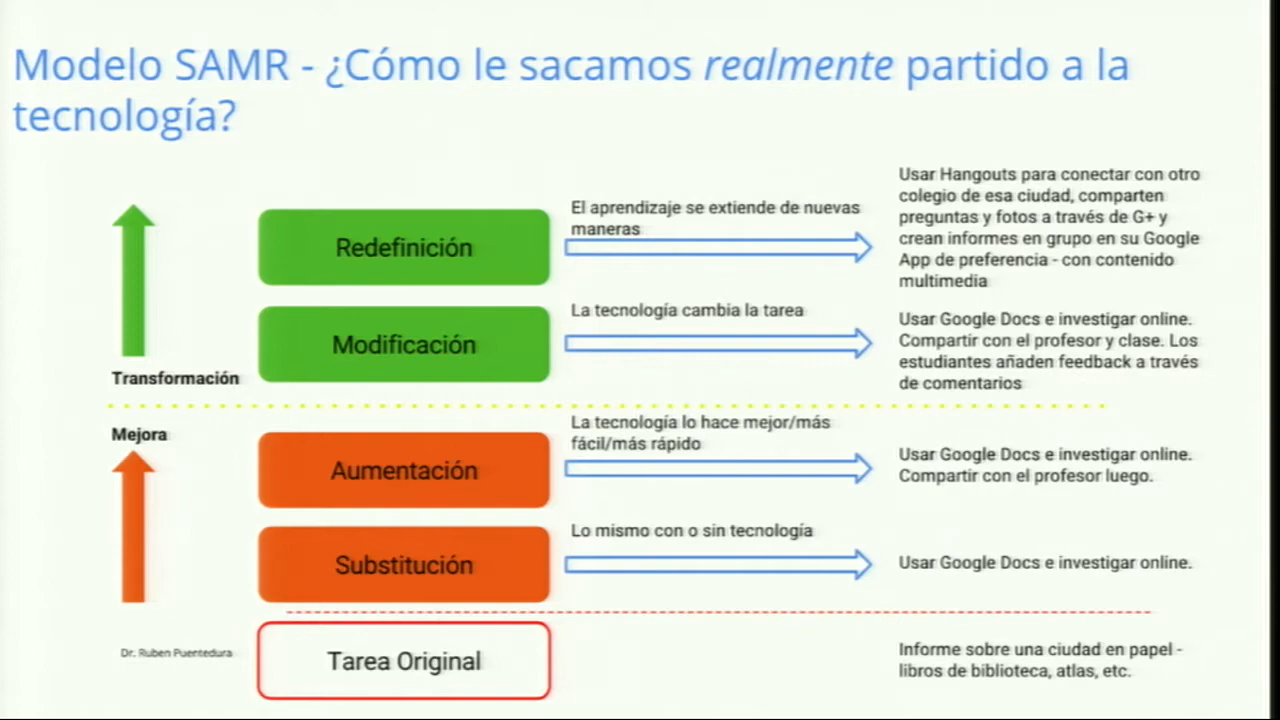 Modelo SAMR - ¿Cómo le sacamos realmente partido a la
tecnología?
Redefinición
El aprendizaje se extiende de nuevas
maneras
Usar Hangouts para conectar con otro
colegio de esa ciudad, comparten
preguntas y fotos a través de G+ y
crean informes en grupo en su Google
App de preferencia - con contenido
multimedia
Modificación
La tecnología cambia la tarea
Usar Google Docs e investigar online.
Compartir con el profesor y clase. Los
estudiantes añaden feedback a través
de comentarios
Transformación
Mejora
Aumentación
La tecnología lo hace mejor/más
fácil/más rápido
Usar Google Docs e investigar online.
Compartir con el profesor luego.
Substitución
Lo mismo con o sin tecnología
Usar Google Docs e investigar online.
Dr. Ruben Puentedura
Tarea Original
Informe sobre una ciudad en papel -
libros de biblioteca, atlas, etc.